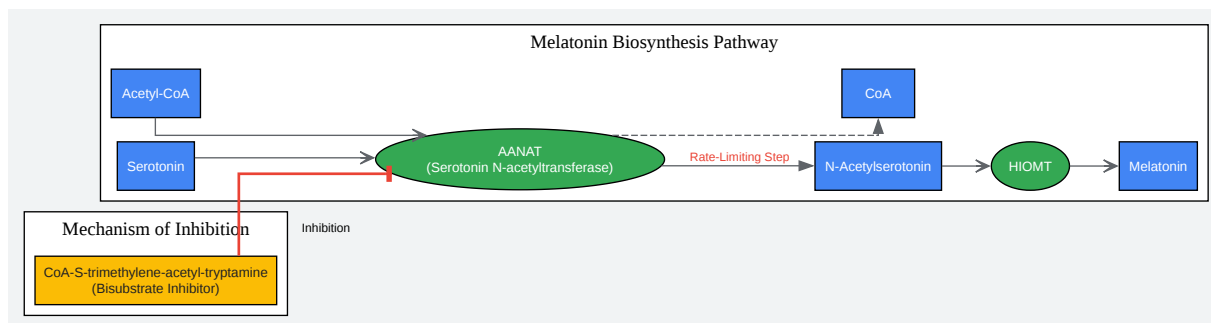 Melatonin Biosynthesis Pathway
Acetyl-CoA
CoA
Serotonin
AANAT
(Serotonin N-acetyltransferase)
Rate-Limiting Step
N-Acetylserotonin
HIOMT
Melatonin
Mechanism of Inhibition
Inhibition
CoA-S-trimethylene-acetyl-tryptamine
(Bisubstrate Inhibitor)